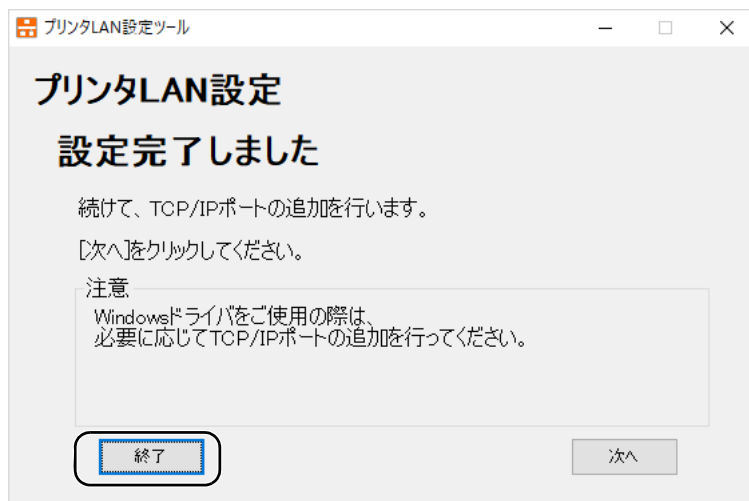 プリンタLAN設定ツール
プリンタLAN設定
設定完了しました
続けて、TCP/IPポートの追加を行います。
[次へ]をクリックしてください。
注意
Windowsドライバをご使用の際は、
必要に応じてTCP/IPポートの追加を行ってください。
終了
次へ